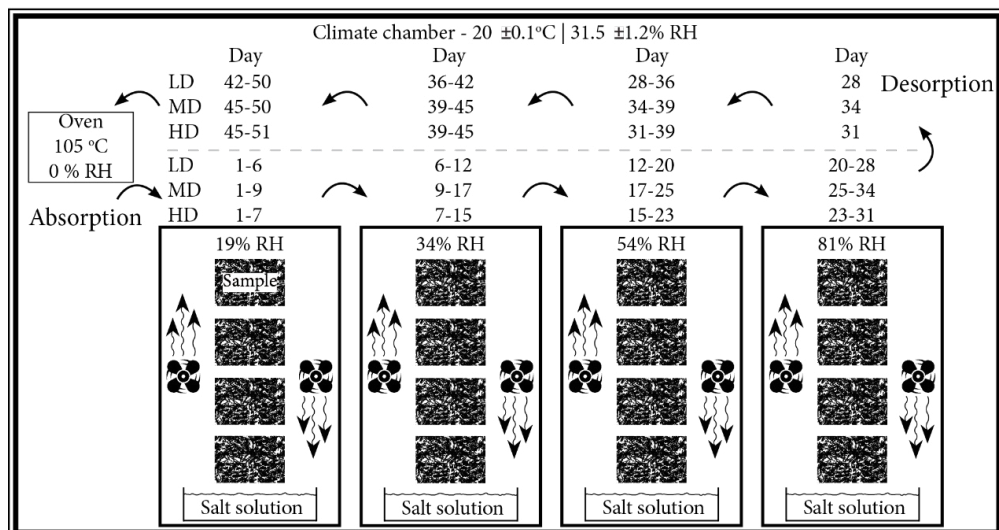 Climate chamber - 20 ±0.1°C | 31.5 ±1.2% RH
Day Day Day Day
LD 42-50 36-42 28-36 28
Desorption
MD 45-50 39-45 34-39 34
HD 45-51 39-45 31-39 31
Oven
105 °C
0 % RH
LD 1-6 6-12 12-20 20-28
MD 1-9 9-17 17-25 25-34
Absorption
HD 1-7 7-15 15-23 23-31
19% RH 34% RH 54% RH 81% RH
Sample
Salt solution Salt solution Salt solution Salt solution